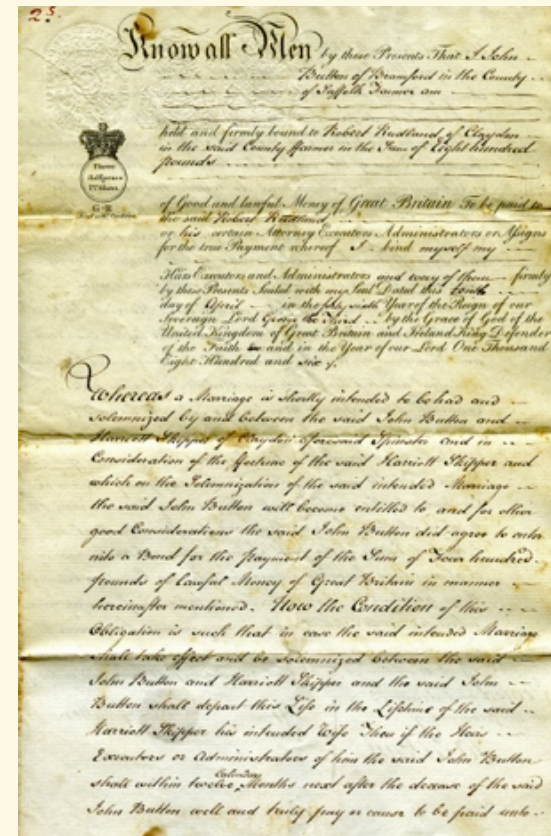 2s.
Know all Men by these Presents That I John
Button of Bramford in the County
of Suffolk Farmer am
held and firmly bound to Robert Rudland of Claydon
in the said County ffarmer in the Sum of Eight hundred
pounds
Three
Halfpence
G·R
of Good and lawful Money of Great Britain To be paid to
the said Robert Rudland
or his certain Attorney Executors Administrators or Assigns
for the true Payment whereof I bind myself my
Heirs Executors and Administrators and every of them firmly
by these Presents Sealed with my Seal Dated this tenth
day of April in the sixth Year of the Reign of our
Sovereign Lord George the Third by the Grace of God of the
United Kingdom of Great Britain and Ireland King Defender
of the Faith and in the Year of our Lord One Thousand
Eight Hundred and six
Whereas a Marriage is shortly intended to be had and
solemnized by and between the said John Button and
Harriott Skipper of Claydon aforesaid Spinster and in
Consideration of the ffortune of the said Harriott Skipper and
which on the Solemnization of the said intended Marriage
the said John Button will become entitled to and for other
good Considerations the said John Button did agree to enter
into a Bond for the payment of the Sum of Four hundred
pounds of lawful Money of Great Britain in manner
hereinafter mentioned. Now the Condition of this
Obligation is such that in case the said intended Marriage
shall take effect and be solemnized between the said
John Button and Harriott Skipper and the said John
Button shall depart this Life in the Lifetime of the said
Harriott Skipper his intended Wife Then if the Heirs
Executors or Administrators of him the said John Button
shall within twelve Calendar Months next after the decease of the said
John Button well and truly pay or cause to be paid unto